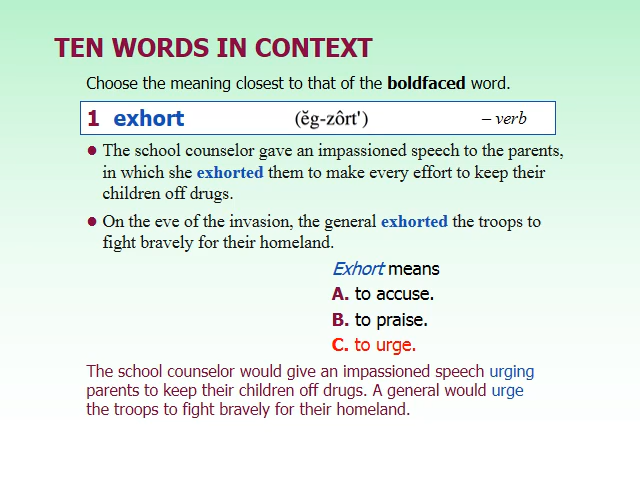 TEN WORDS IN CONTEXT
Choose the meaning closest to that of the boldfaced word.
1 exhort (ĕg-zôrt') – verb
● The school counselor gave an impassioned speech to the parents,
in which she exhorted them to make every effort to keep their
children off drugs.
● On the eve of the invasion, the general exhorted the troops to
fight bravely for their homeland.
Exhort means
A. to accuse.
B. to praise.
C. to urge.
The school counselor would give an impassioned speech urging
parents to keep their children off drugs. A general would urge
the troops to fight bravely for their homeland.